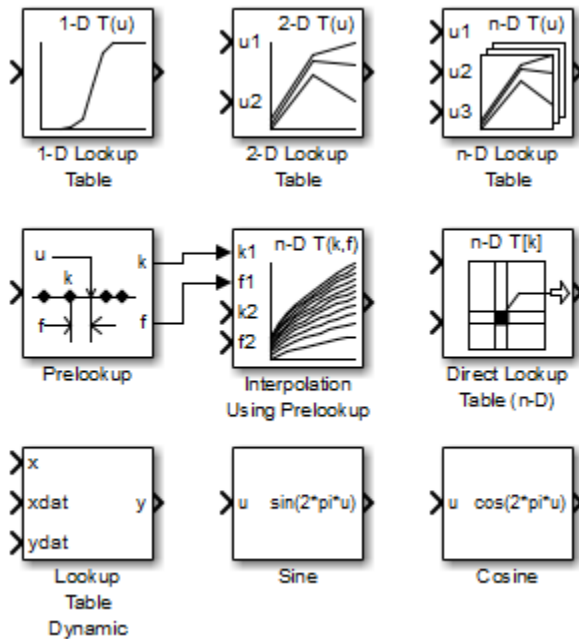 1-D T(u)
1-D Lookup
Table
2-D T(u)
u1
u2
2-D Lookup
Table
n-D T(u)
u1
u2
u3
n-D Lookup
Table
u
k
k
f
f
Prelookup
n-D T(k,f)
k1
f1
k2
f2
Interpolation
Using Prelookup
n-D T[k]
Direct Lookup
Table (n-D)
x
xdat
y
ydat
Lookup
Table
Dynamic
u sin(2*pi*u)
Sine
u cos(2*pi*u)
Cosine